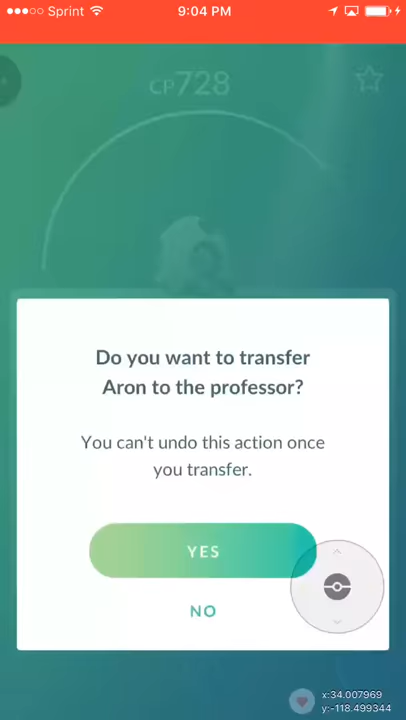 Sprint 9:04 PM
CP728
Do you want to transfer
Aron to the professor?
You can't undo this action once
you transfer.
YES
NO
x:34.007969
y:-118.499344